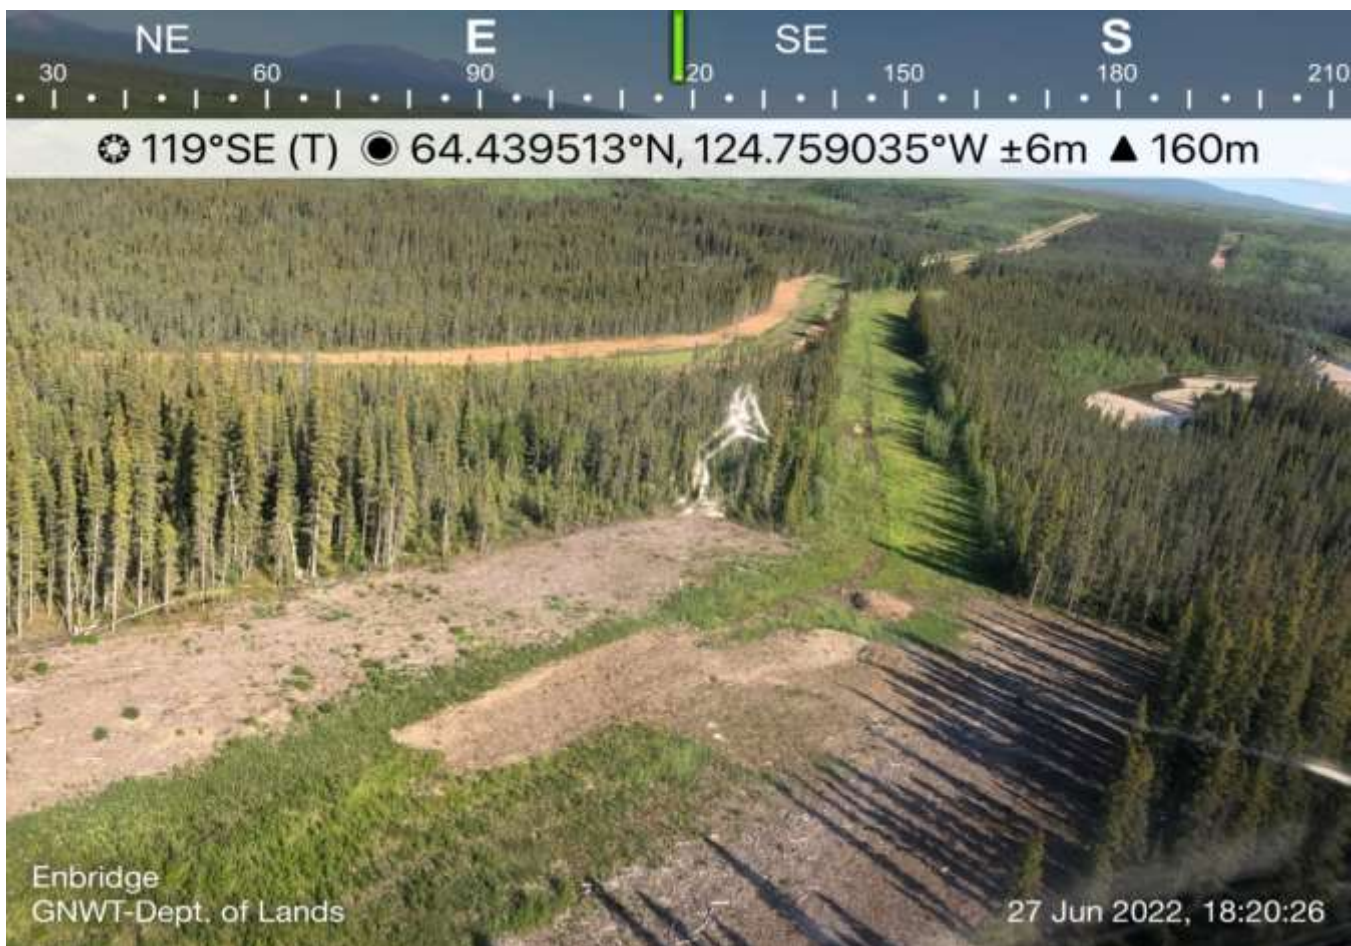 NE E SE S
30 60 90 20 150 180 210
119°SE (T) 64.439513°N, 124.759035°W ±6m ▲ 160m
Enbridge
GNWT-Dept. of Lands
27 Jun 2022, 18:20:26